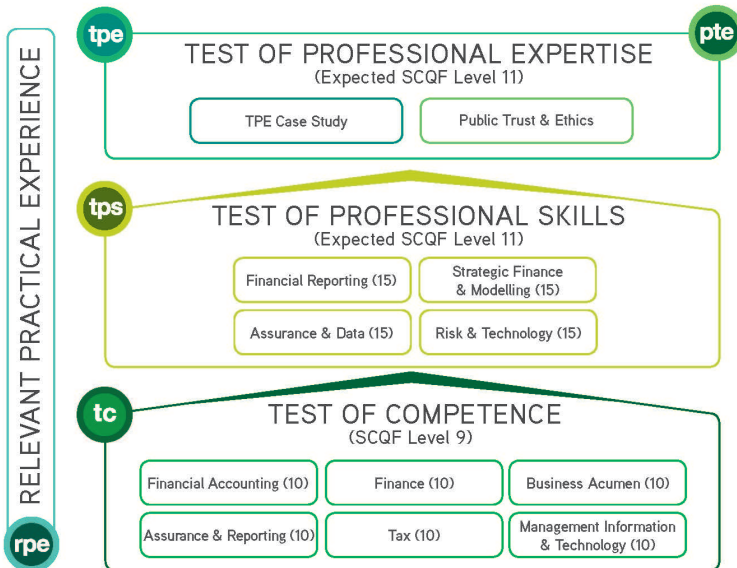 tpe
pte
TEST OF PROFESSIONAL EXPERTISE
(Expected SCQF Level 11)
TPE Case Study
Public Trust & Ethics
tps
TEST OF PROFESSIONAL SKILLS
(Expected SCQF Level 11)
Financial Reporting (15)
Strategic Finance
& Modelling (15)
Assurance & Data (15)
Risk & Technology (15)
tc
TEST OF COMPETENCE
(SCQF Level 9)
Financial Accounting (10)
Finance (10)
Business Acumen (10)
Assurance & Reporting (10)
Tax (10)
Management Information
& Technology (10)
RELEVANT PRACTICAL EXPERIENCE
rpe